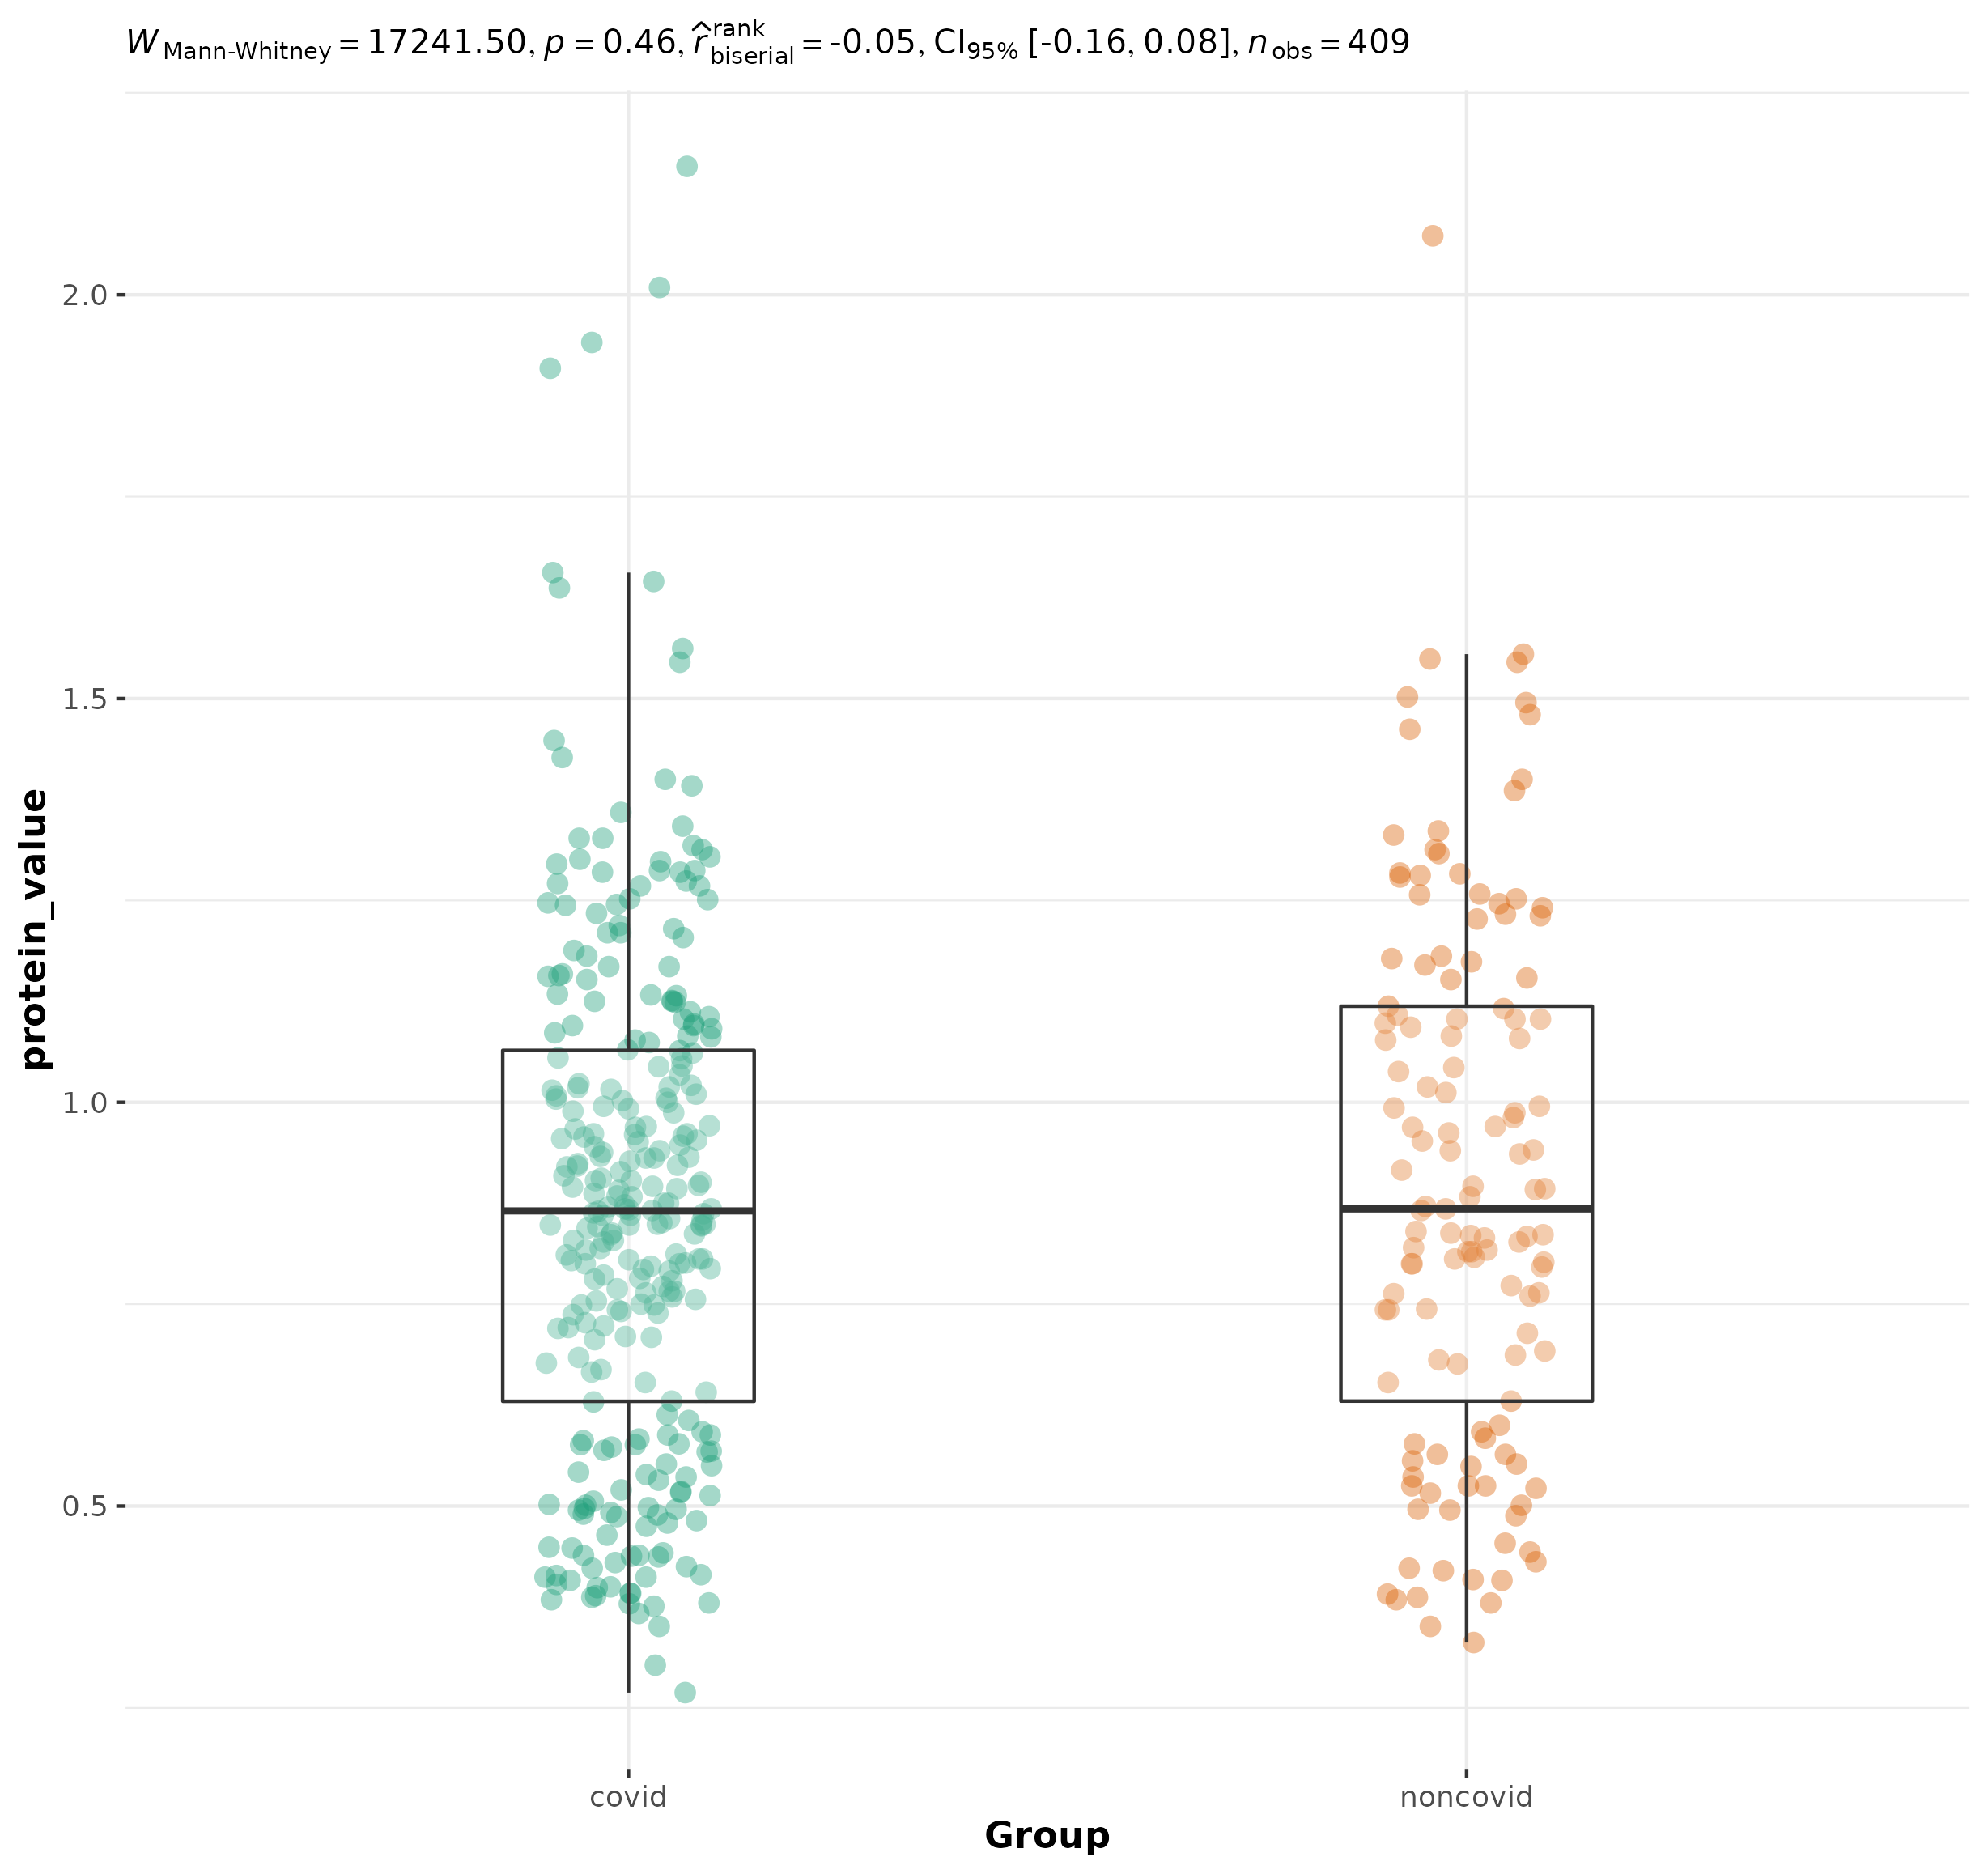 W Mann-Whitney = 17241.50, p = 0.46, r̂ rank biserial = -0.05, CI95% [-0.16, 0.08], n obs = 409
2.0
1.5
1.0
0.5
protein_value
covid noncovid
Group